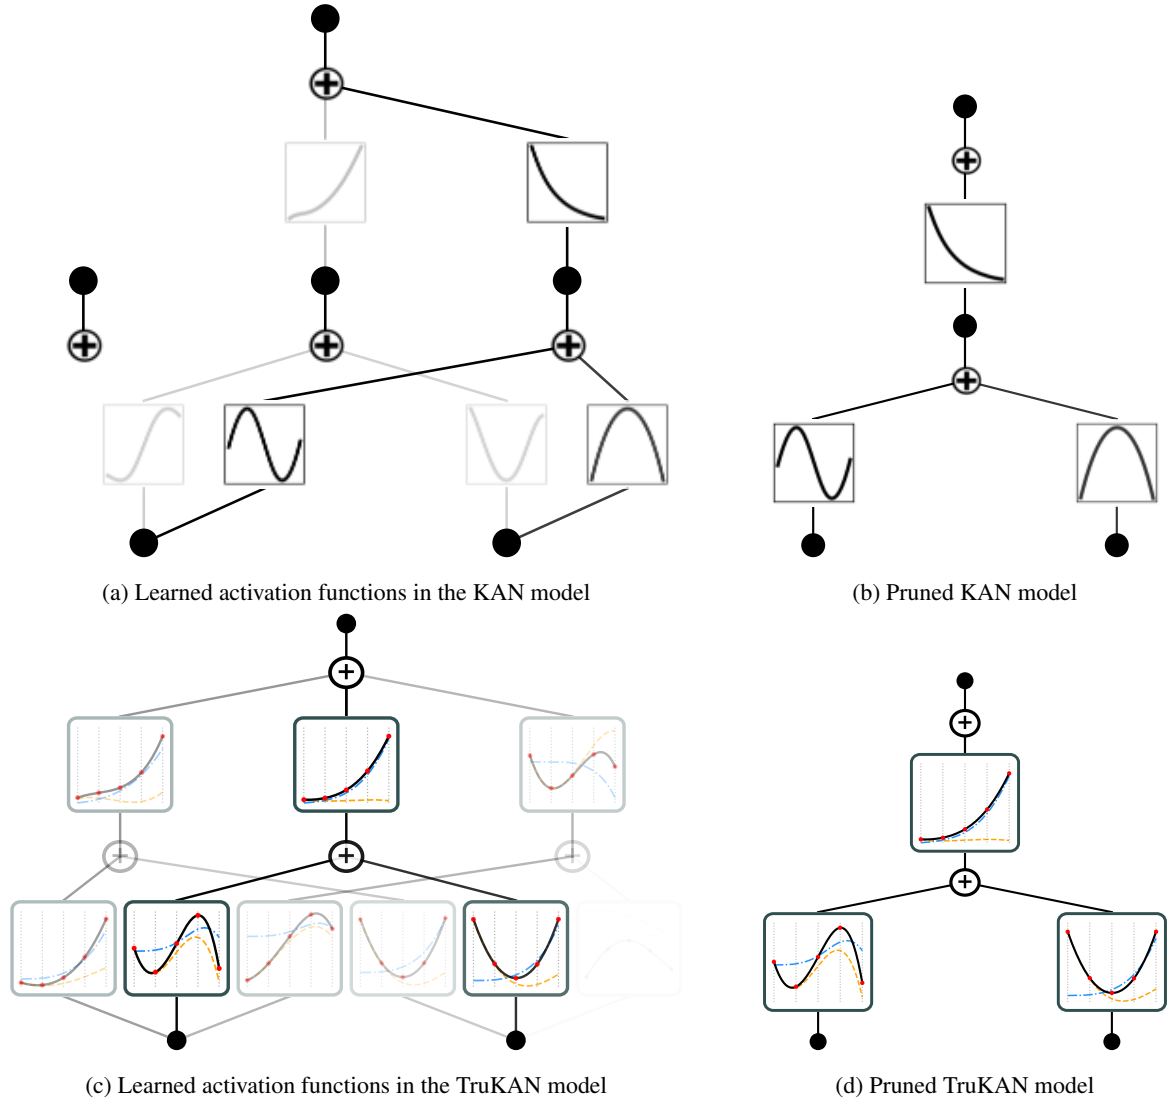 (a) Learned activation functions in the KAN model
(b) Pruned KAN model
(c) Learned activation functions in the TruKAN model
(d) Pruned TruKAN model